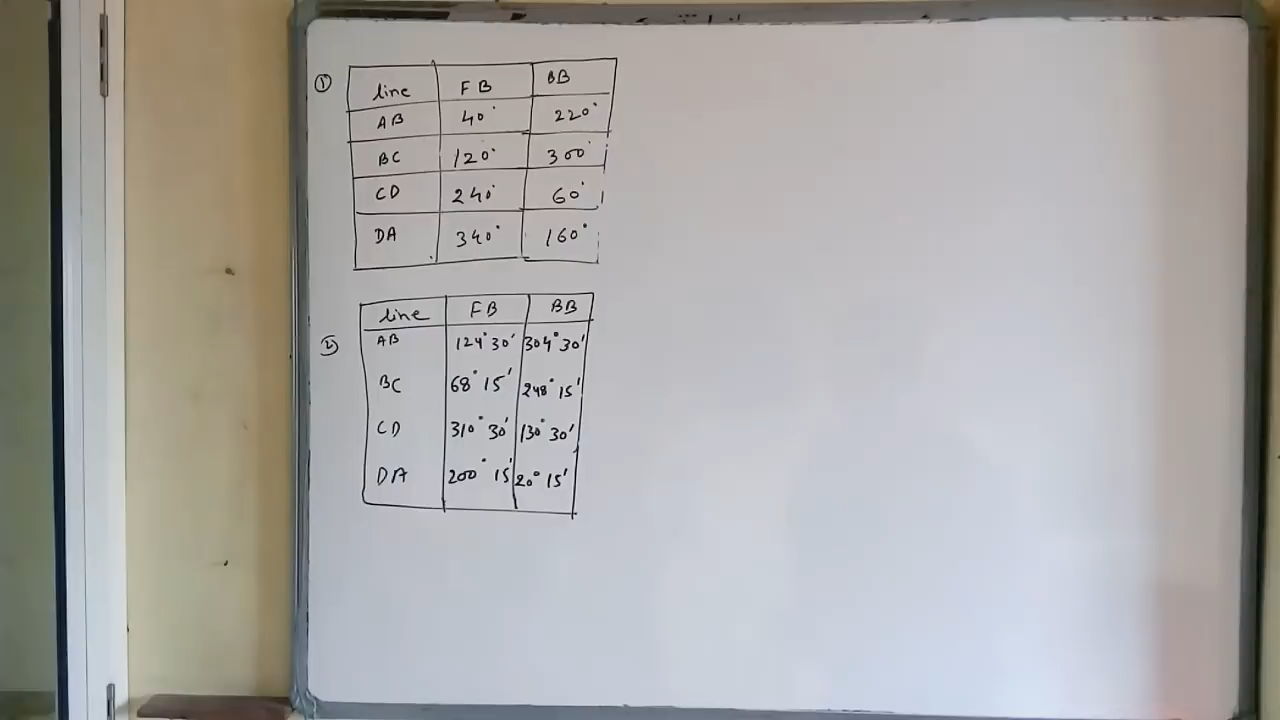 ① line FB BB
AB 40° 220°
BC 120° 300°
CD 240° 60°
DA 340° 160°
② line FB BB
AB 124°30' 304°30'
BC 68°15' 248°15'
CD 310°30' 130°30'
DA 200°15' 20°15'